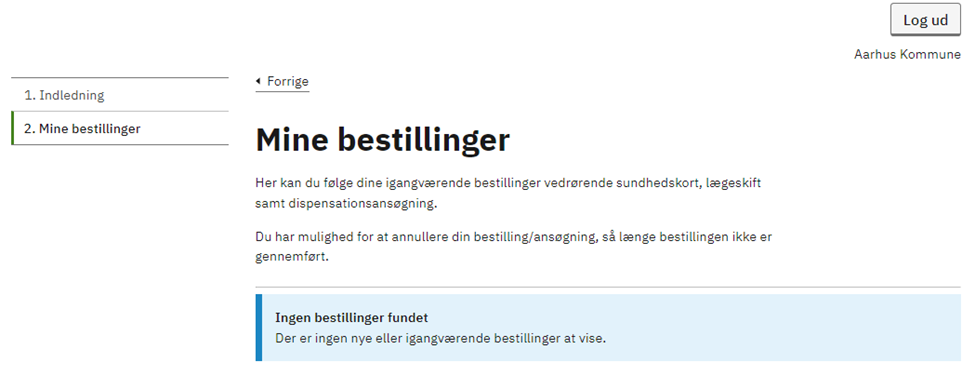 Log ud
Aarhus Kommune
1. Indledning
2. Mine bestillinger
Forrige
Mine bestillinger
Her kan du følge dine igangværende bestillinger vedrørende sundhedskort, lægeskift
samt dispensationsansøgning.
Du har mulighed for at annullere din bestilling/ansøgning, så længe bestillingen ikke er
gennemført.
Ingen bestillinger fundet
Der er ingen nye eller igangværende bestillinger at vise.